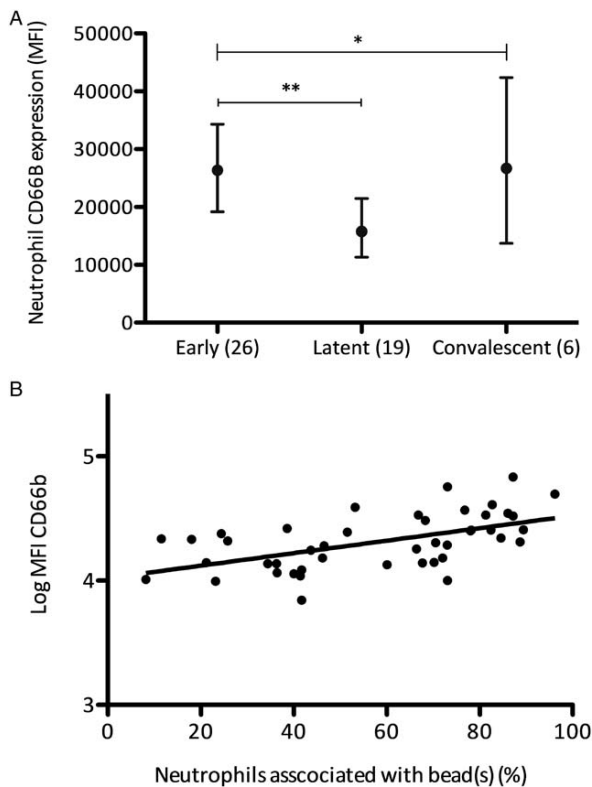 A
Neutrophil CD66B expression (MFI)
50000
40000
30000
20000
10000
0
*
**
Early (26) Latent (19) Convalescent (6)
B
Log MFI CD66b
5
4
3
0 20 40 60 80 100
Neutrophils asscociated with bead(s) (%)